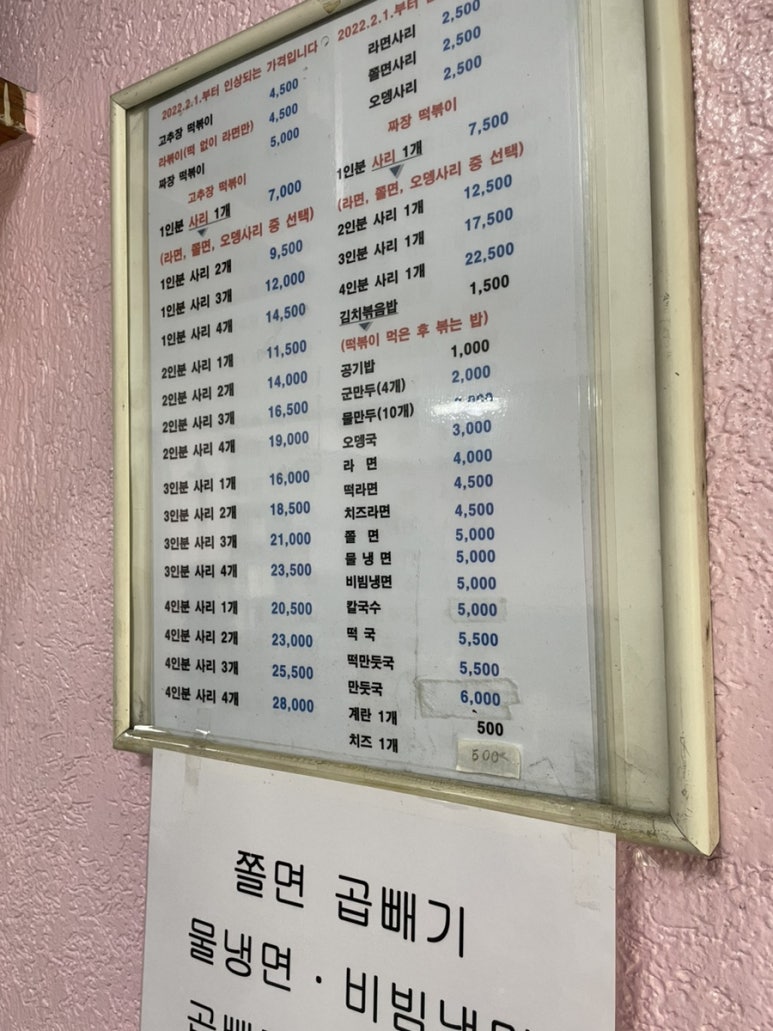 2022.2.1.부터 인상되는 가격입니다
고추장 떡볶이 4,500
라볶이(떡 없이 라면만) 4,500
짜장 떡볶이 5,000
고추장 떡볶이
1인분 사리 1개 7,000
(라면, 쫄면, 오뎅사리 중 선택)
1인분 사리 2개 9,500
1인분 사리 3개 12,000
1인분 사리 4개 14,500
2인분 사리 1개 11,500
2인분 사리 2개 14,000
2인분 사리 3개 16,500
2인분 사리 4개 19,000
3인분 사리 1개 16,000
3인분 사리 2개 18,500
3인분 사리 3개 21,000
3인분 사리 4개 23,500
4인분 사리 1개 20,500
4인분 사리 2개 23,000
4인분 사리 3개 25,500
4인분 사리 4개 28,000
2022.2.1.부터
라면사리 2,500
쫄면사리 2,500
오뎅사리 2,500
짜장 떡볶이
1인분 사리 1개 7,500
(라면, 쫄면, 오뎅사리 중 선택)
2인분 사리 1개 12,500
3인분 사리 1개 17,500
4인분 사리 1개 22,500
김치볶음밥 1,500
(떡볶이 먹은 후 볶는 밥)
공기밥 1,000
군만두(4개) 2,000
물만두(10개)
오뎅국 3,000
라 면 4,000
떡라면 4,500
치즈라면 4,500
쫄 면 5,000
물 냉 면 5,000
비빔냉면 5,000
칼국수 5,000
떡 국 5,500
떡만둣국 5,500
만둣국 6,000
계란 1개 500
치즈 1개 500
쫄면 곱빼기
물냉면 · 비빔냉면